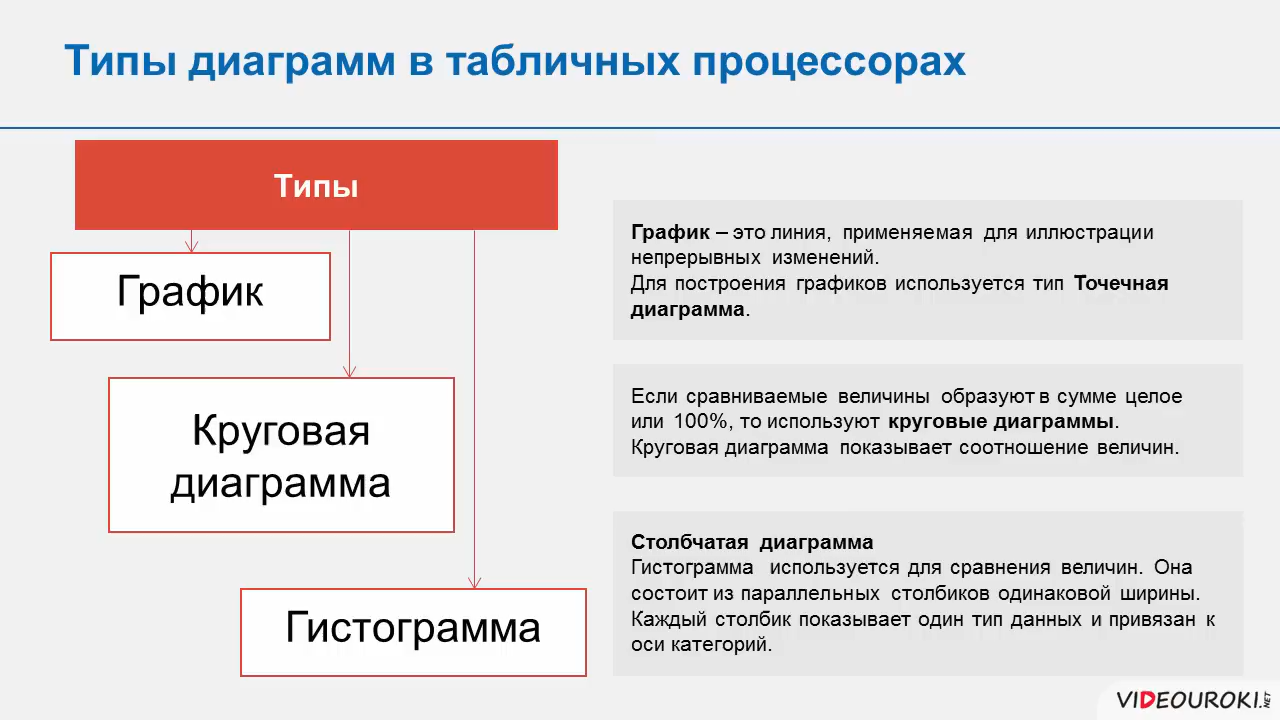 Типы диаграмм в табличных процессорах
Типы
График
Круговая
диаграмма
Гистограмма
График – это линия, применяемая для иллюстрации
непрерывных изменений.
Для построения графиков используется тип Точечная
диаграмма.
Если сравниваемые величины образуют в сумме целое
или 100%, то используют круговые диаграммы.
Круговая диаграмма показывает соотношение величин.
Столбчатая диаграмма
Гистограмма используется для сравнения величин. Она
состоит из параллельных столбиков одинаковой ширины.
Каждый столбик показывает один тип данных и привязан к
оси категорий.
VIDEOUROKI.NET